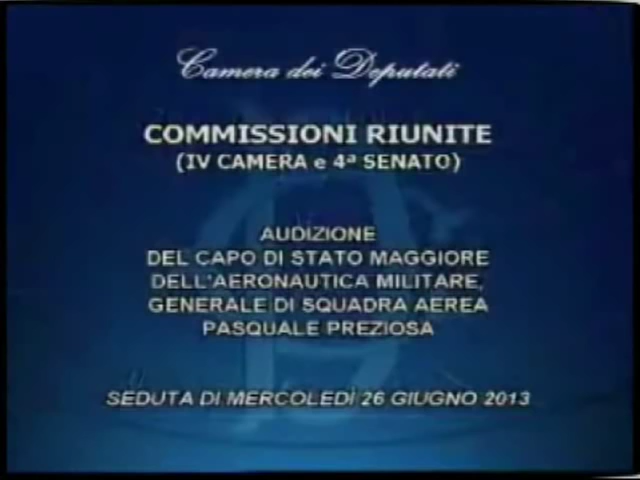 Camera dei Deputati
COMMISSIONI RIUNITE
(IV CAMERA e 4ª SENATO)
AUDIZIONE
DEL CAPO DI STATO MAGGIORE
DELL'AERONAUTICA MILITARE,
GENERALE DI SQUADRA AEREA
PASQUALE PREZIOSA
SEDUTA DI MERCOLEDÌ 26 GIUGNO 2013